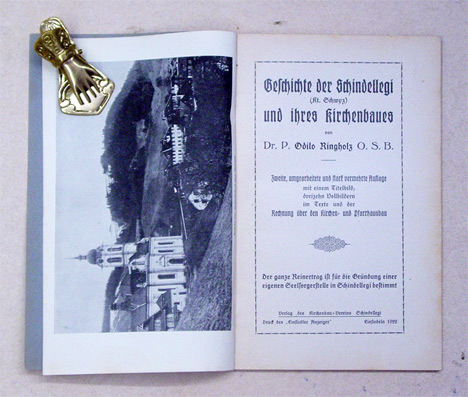 Geschichte der Schindellegi
(Kt. Schwyz)
und ihres Kirchenbaues
von
Dr. P. Odilo Ringholz O. S. B.
Zweite, umgearbeitete und stark vermehrte Auflage
mit einem Titelbild,
dreizehn Vollbildern
im Texte und der
Rechnung über den Kirchen- und Pfarrhausbau
Der ganze Reinertrag ist für die Gründung einer
eigenen Seelsorgerstelle in Schindellegi bestimmt
Verlag des Kirchenbau-Vereins Schindellegi
Druck des „Einsiedler Anzeiger“ Einsiedeln